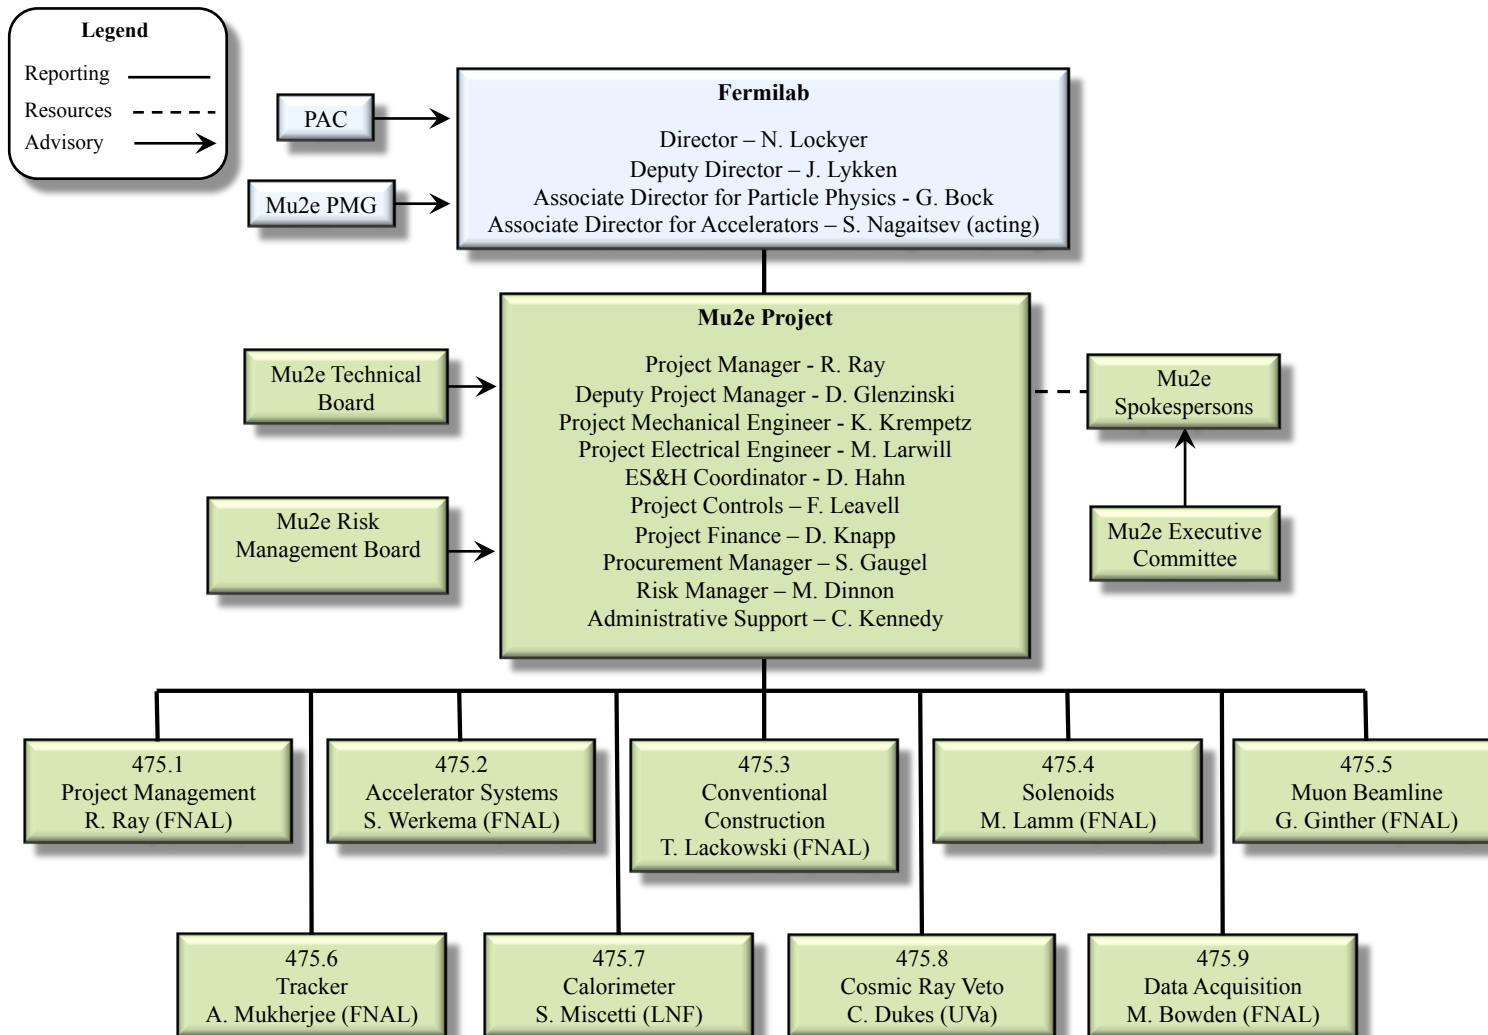 Legend
Reporting
Resources
Advisory
PAC
Mu2e PMG
Fermilab
Director – N. Lockyer
Deputy Director – J. Lykken
Associate Director for Particle Physics - G. Bock
Associate Director for Accelerators – S. Nagaitsev (acting)
Mu2e Technical
Board
Mu2e Risk
Management Board
Mu2e Project
Project Manager - R. Ray
Deputy Project Manager - D. Glenzinski
Project Mechanical Engineer - K. Krempetz
Project Electrical Engineer - M. Larwill
ES&H Coordinator - D. Hahn
Project Controls – F. Leavell
Project Finance – D. Knapp
Procurement Manager – S. Gaugel
Risk Manager – M. Dinnon
Administrative Support – C. Kennedy
Mu2e
Spokespersons
Mu2e Executive
Committee
475.1
Project Management
R. Ray (FNAL)
475.2
Accelerator Systems
S. Werkema (FNAL)
475.3
Conventional
Construction
T. Lackowski (FNAL)
475.4
Solenoids
M. Lamm (FNAL)
475.5
Muon Beamline
G. Ginther (FNAL)
475.6
Tracker
A. Mukherjee (FNAL)
475.7
Calorimeter
S. Miscetti (LNF)
475.8
Cosmic Ray Veto
C. Dukes (UVa)
475.9
Data Acquisition
M. Bowden (FNAL)